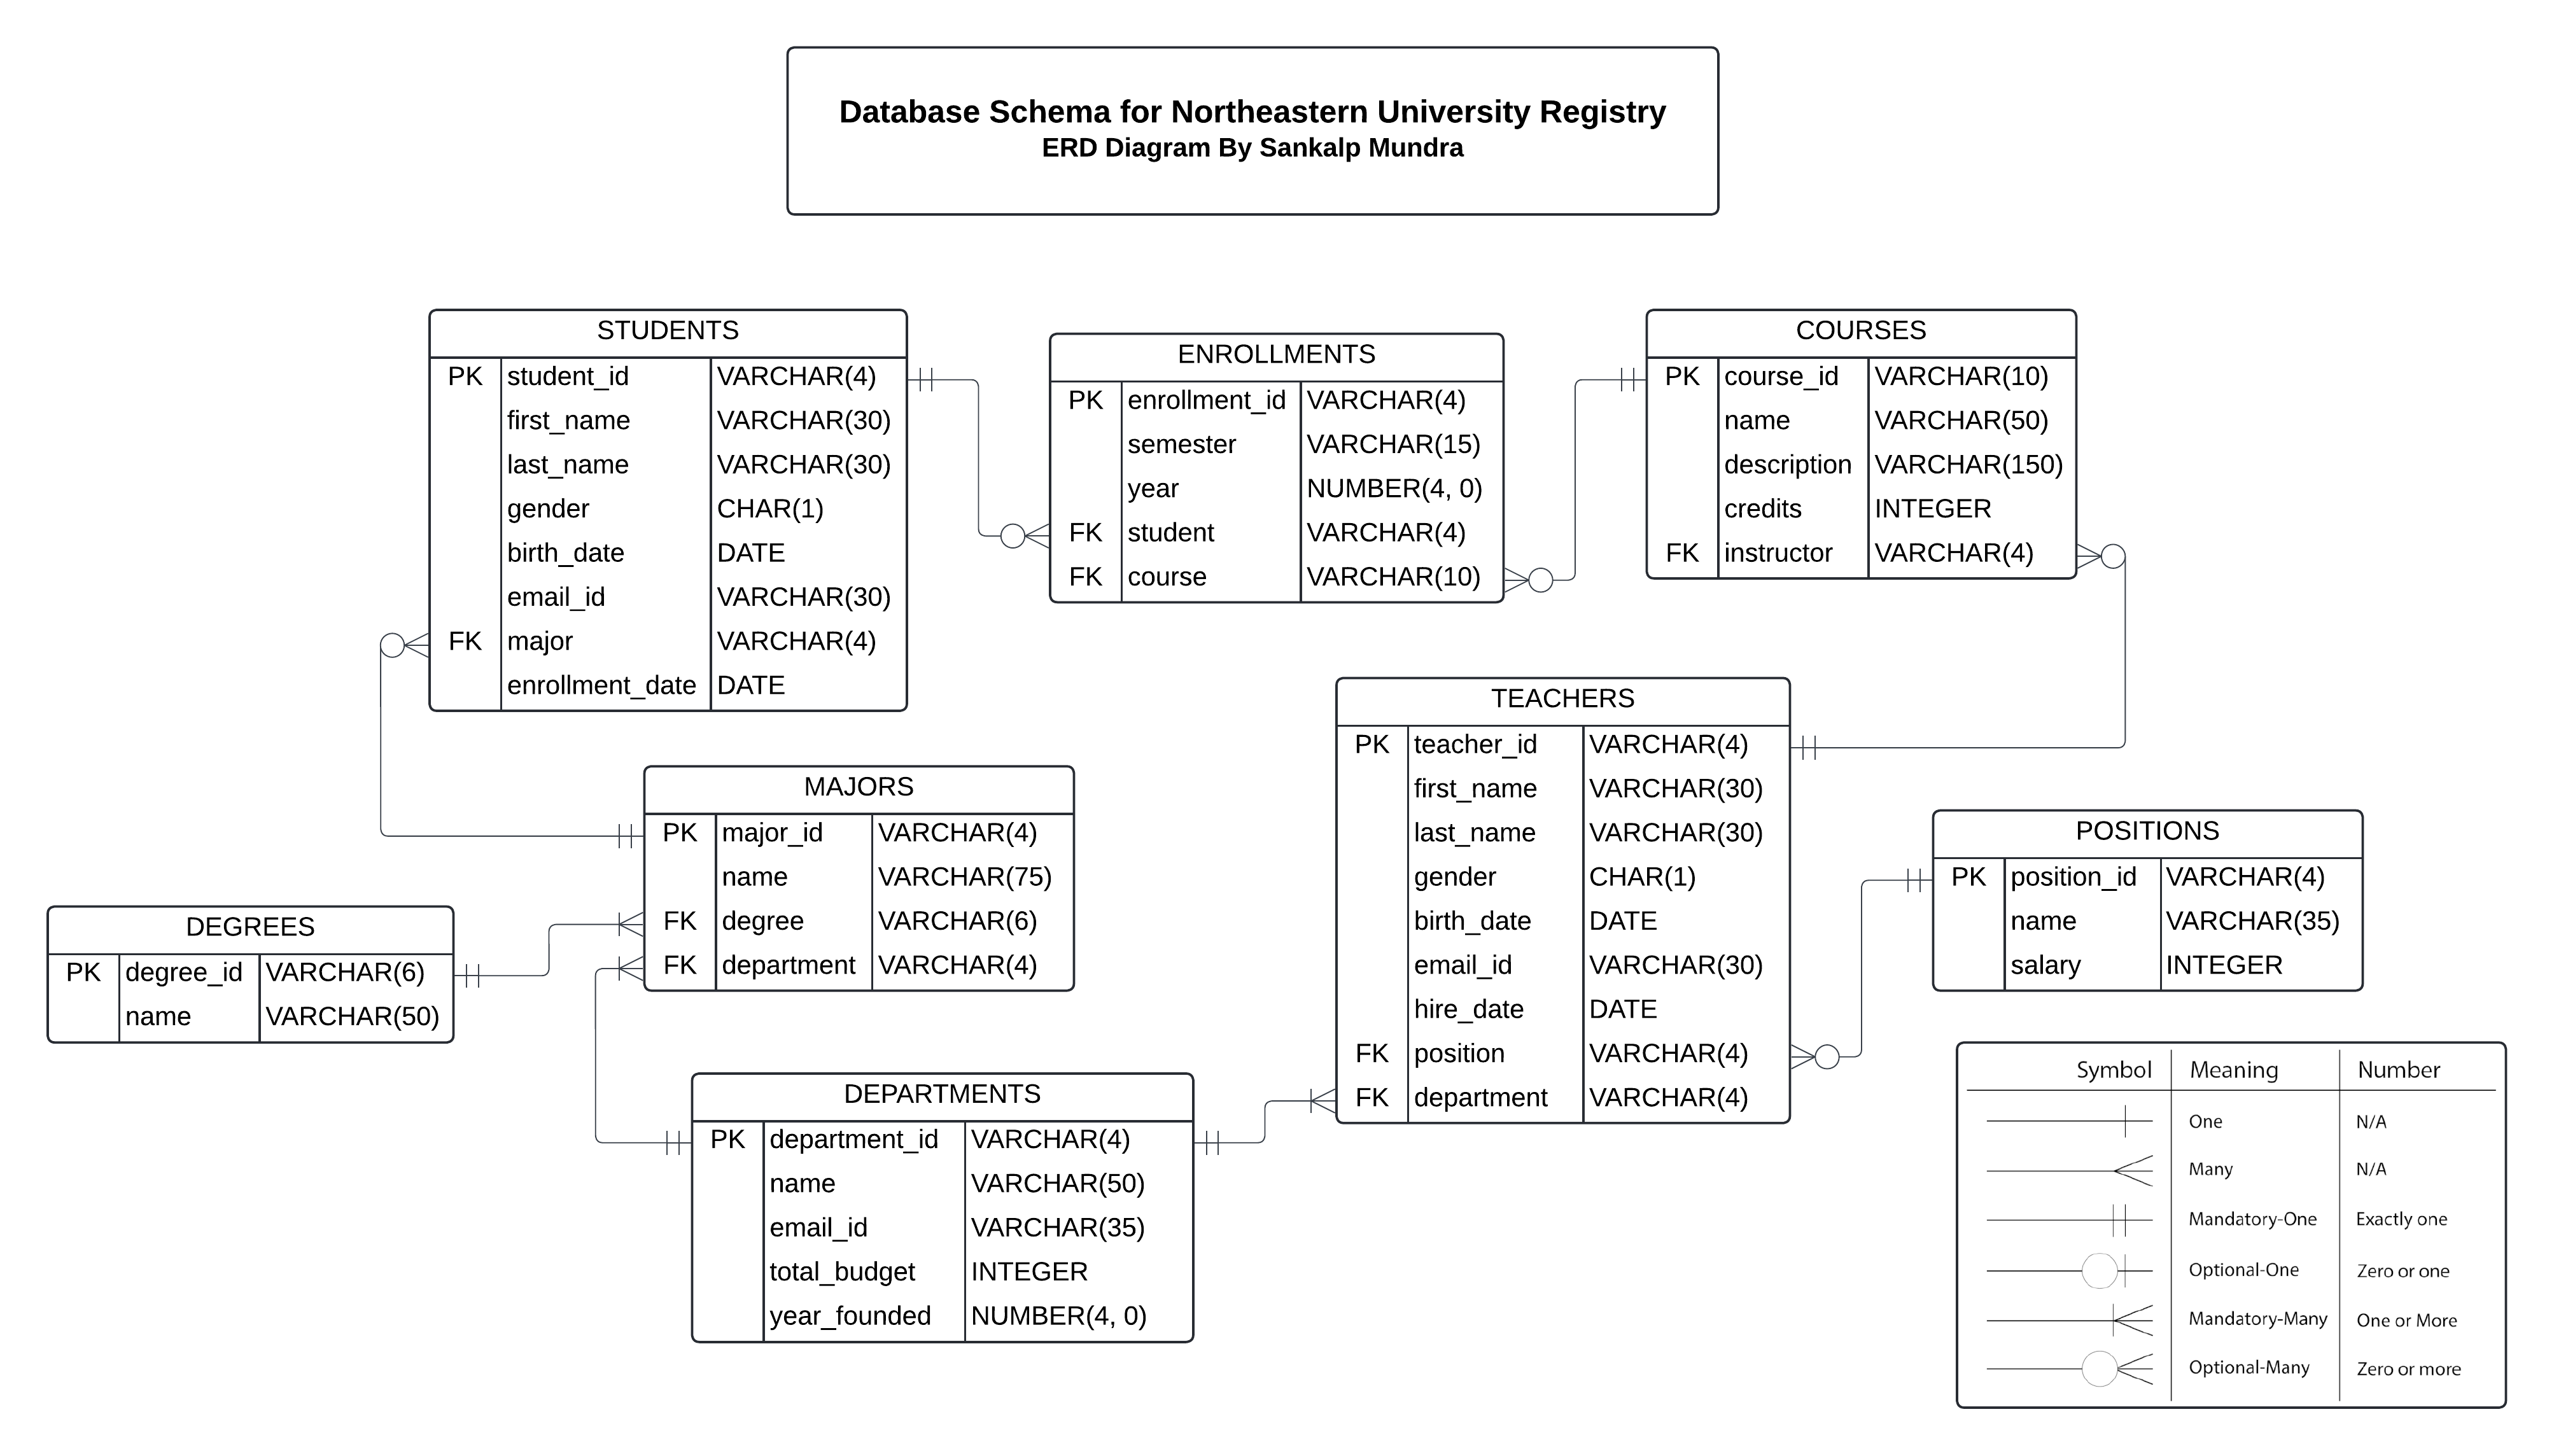 Database Schema for Northeastern University Registry
ERD Diagram By Sankalp Mundra
STUDENTS
PK student_id VARCHAR(4)
first_name VARCHAR(30)
last_name VARCHAR(30)
gender CHAR(1)
birth_date DATE
email_id VARCHAR(30)
FK major VARCHAR(4)
enrollment_date DATE
ENROLLMENTS
PK enrollment_id VARCHAR(4)
semester VARCHAR(15)
year NUMBER(4, 0)
FK student VARCHAR(4)
FK course VARCHAR(10)
COURSES
PK course_id VARCHAR(10)
name VARCHAR(50)
description VARCHAR(150)
credits INTEGER
FK instructor VARCHAR(4)
MAJORS
PK major_id VARCHAR(4)
name VARCHAR(75)
FK degree VARCHAR(6)
FK department VARCHAR(4)
TEACHERS
PK teacher_id VARCHAR(4)
first_name VARCHAR(30)
last_name VARCHAR(30)
gender CHAR(1)
birth_date DATE
email_id VARCHAR(30)
hire_date DATE
FK position VARCHAR(4)
FK department VARCHAR(4)
POSITIONS
PK position_id VARCHAR(4)
name VARCHAR(35)
salary INTEGER
DEGREES
PK degree_id VARCHAR(6)
name VARCHAR(50)
DEPARTMENTS
PK department_id VARCHAR(4)
name VARCHAR(50)
email_id VARCHAR(35)
total_budget INTEGER
year_founded NUMBER(4, 0)
Symbol Meaning Number
One N/A
Many N/A
Mandatory-One Exactly one
Optional-One Zero or one
Mandatory-Many One or More
Optional-Many Zero or more